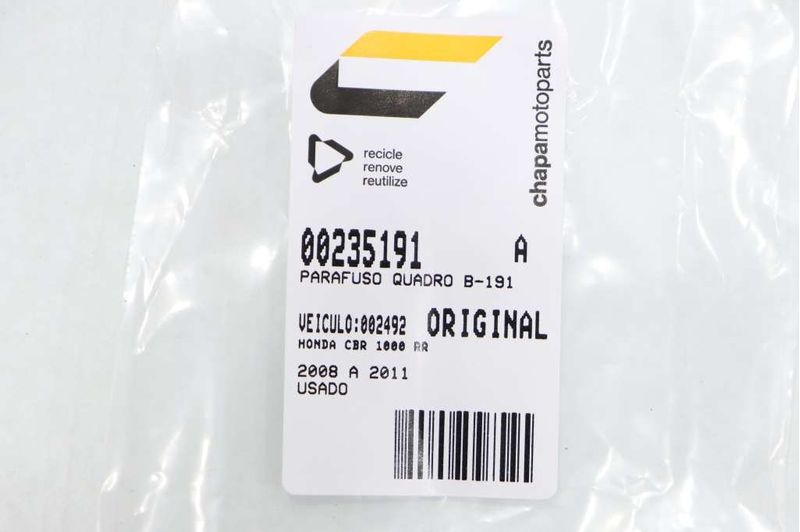 chapamotoparts
recicle
renove
reutilize
00235191 A
PARAFUSO QUADRO B-191
VEICULO:002492 ORIGINAL
HONDA CBR 1000 RR
2008 A 2011
USADO